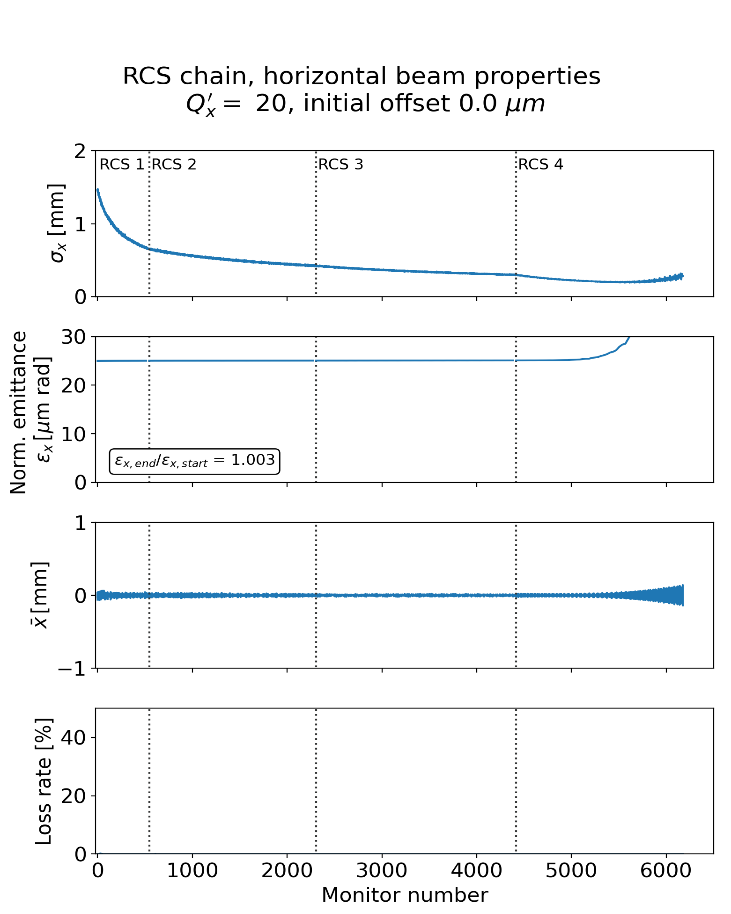 RCS chain, horizontal beam properties
Q′ₓ = 20, initial offset 0.0 μm
2
RCS 1 RCS 2 RCS 3 RCS 4
1
0
σₓ [mm]
30
20
10
0
Norm. emittance
εₓ [μm rad]
εₓ,end/εₓ,start = 1.003
1
0
−1
x̄ [mm]
40
20
0
Loss rate [%]
0 1000 2000 3000 4000 5000 6000
Monitor number